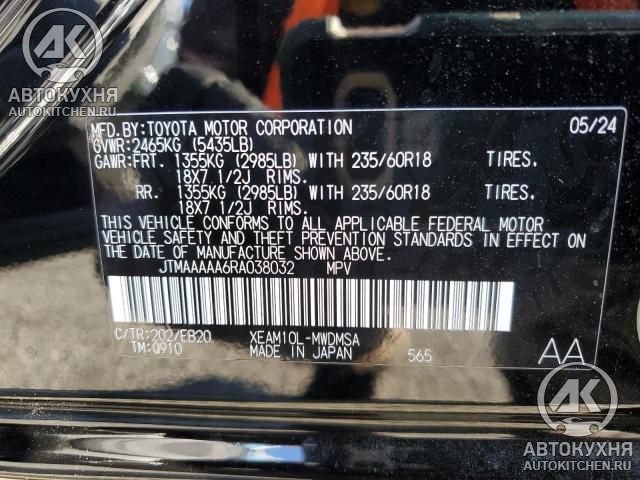 AK
АВТОКУХНЯ
AUTOKITCHEN.RU
MFD.BY:TOYOTA MOTOR CORPORATION 05/24
GVWR:2465KG (5435LB)
GAWR:FRT. 1355KG (2985LB) WITH 235/60R18 TIRES.
18X7 1/2J RIMS.
RR. 1355KG (2985LB) WITH 235/60R18 TIRES.
18X7 1/2J RIMS.
THIS VEHICLE CONFORMS TO ALL APPLICABLE FEDERAL MOTOR
VEHICLE SAFETY AND THEFT PREVENTION STANDARDS IN EFFECT ON
THE DATE OF MANUFACTURE SHOWN ABOVE.
JTMAAAAA6RA038032 MPV
C/TR:202/EB20 XEAM10L-MWDMSA
TM:Q910 MADE IN JAPAN 565 AA
AK
АВТОКУХНЯ
AUTOKITCHEN.RU